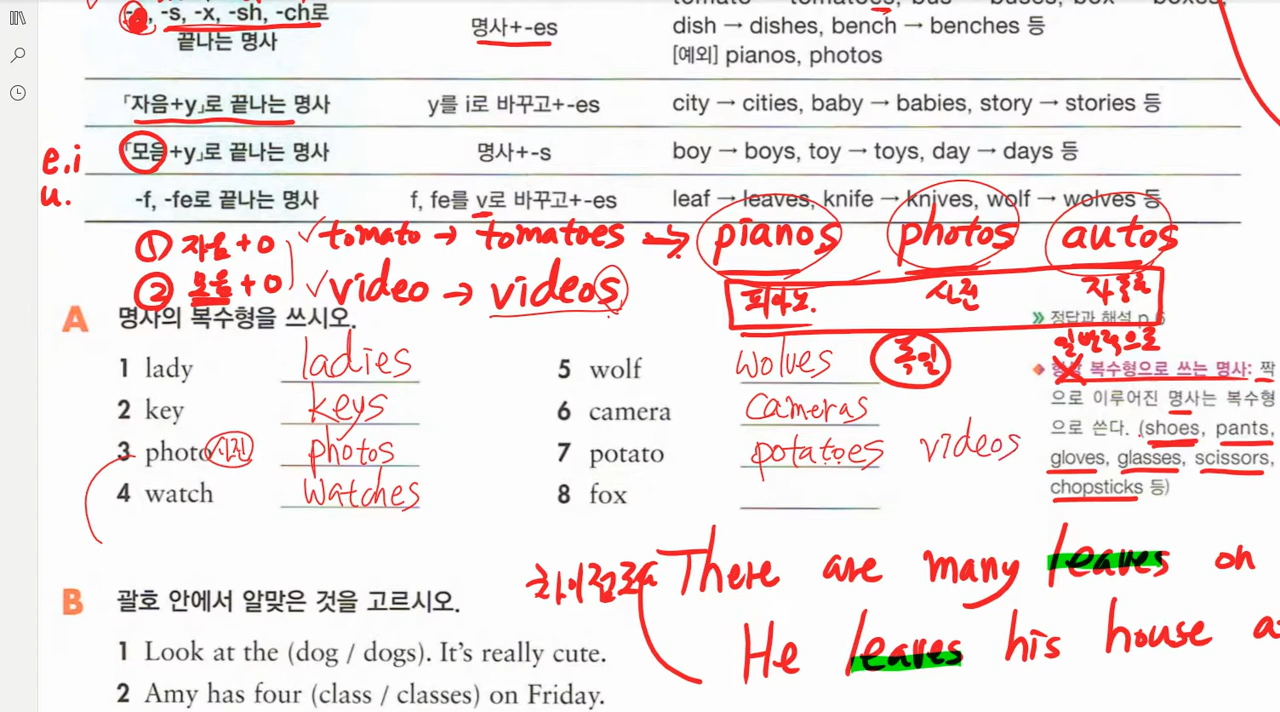 -s, -x, -sh, -ch로
끝나는 명사
명사+-es
dish → dishes, bench → benches 등
[예외] pianos, photos
「자음+y」로 끝나는 명사 y를 i로 바꾸고+-es city → cities, baby → babies, story → stories 등
e.i
「모음+y」로 끝나는 명사 명사+-s boy → boys, toy → toys, day → days 등
u.
-f, -fe로 끝나는 명사 f, fe를 v로 바꾸고+-es leaf → leaves, knife → knives, wolf → wolves 등
① 자음+o tomato → tomatoes → pianos photos autos
② 모음+o video → videos 피아노. 사진
A 명사의 복수형을 쓰시오.
정답과 해설 p.6
일반적으로
1 lady ladies
2 key keys
3 photo 사진 photos
4 watch watches
5 wolf wolves
6 camera cameras
7 potato potatoes videos
8 fox
복수형으로 쓰는 명사: 짝
으로 이루어진 명사는 복수형
으로 쓴다. (shoes, pants,
gloves, glasses, scissors,
chopsticks 등)
There are many leaves on
He leaves his house
B 괄호 안에서 알맞은 것을 고르시오.
1 Look at the (dog / dogs). It's really cute.
2 Amy has four (class / classes) on Friday.